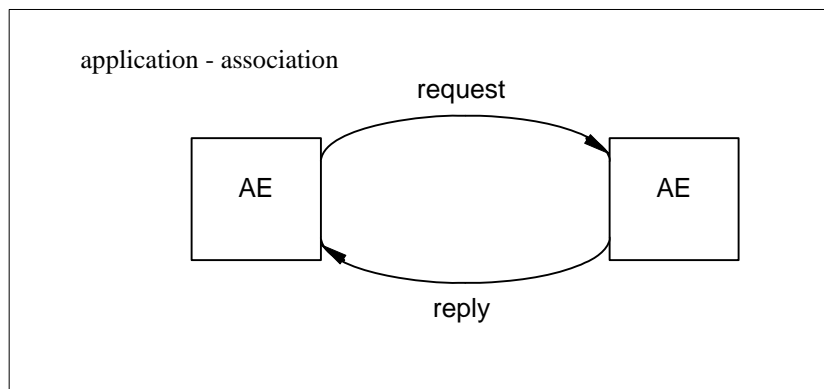 application - association
request
AE
AE
reply